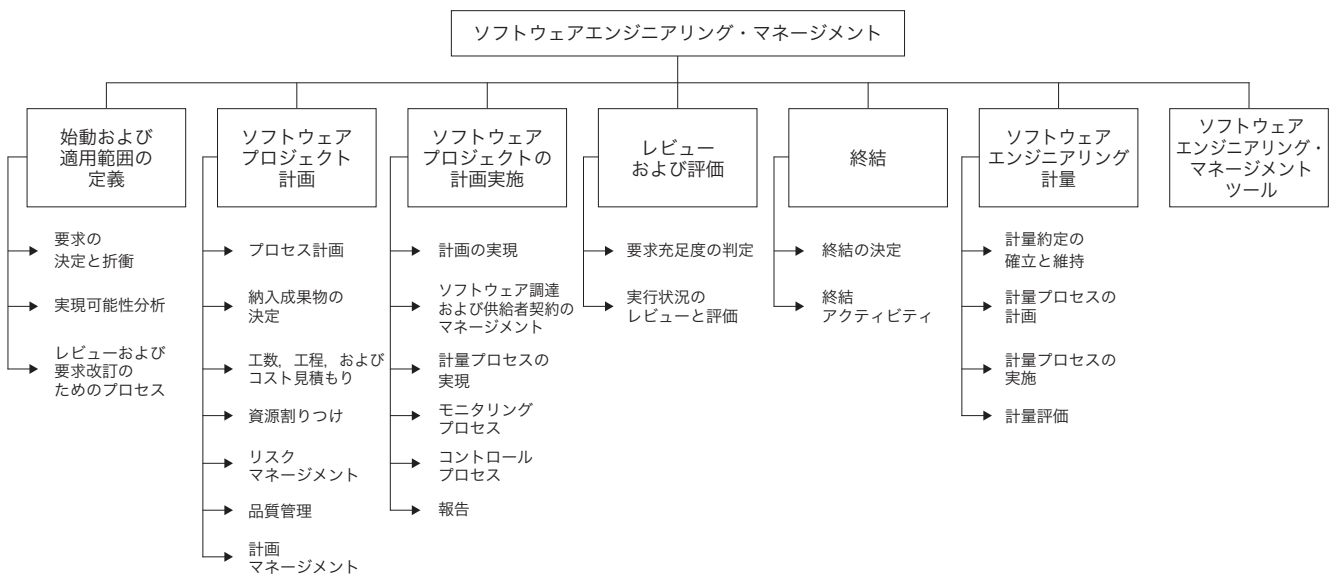 ソフトウェアエンジニアリング・マネージメント
始動および
適用範囲の
定義
要求の
決定と折衝
実現可能性分析
レビューおよび
要求改訂の
ためのプロセス
ソフトウェア
プロジェクト
計画
プロセス計画
納入成果物の
決定
工数，工程，および
コスト見積もり
資源割りつけ
リスク
マネージメント
品質管理
計画
マネージメント
ソフトウェア
プロジェクトの
計画実施
計画の実現
ソフトウェア調達
および供給者契約の
マネージメント
計量プロセスの
実現
モニタリング
プロセス
コントロール
プロセス
報告
レビュー
および評価
要求充足度の判定
実行状況の
レビューと評価
終結
終結の決定
終結
アクティビティ
ソフトウェア
エンジニアリング
計量
計量約定の
確立と維持
計量プロセスの
計画
計量プロセスの
実施
計量評価
ソフトウェア
エンジニアリング・
マネージメント
ツール